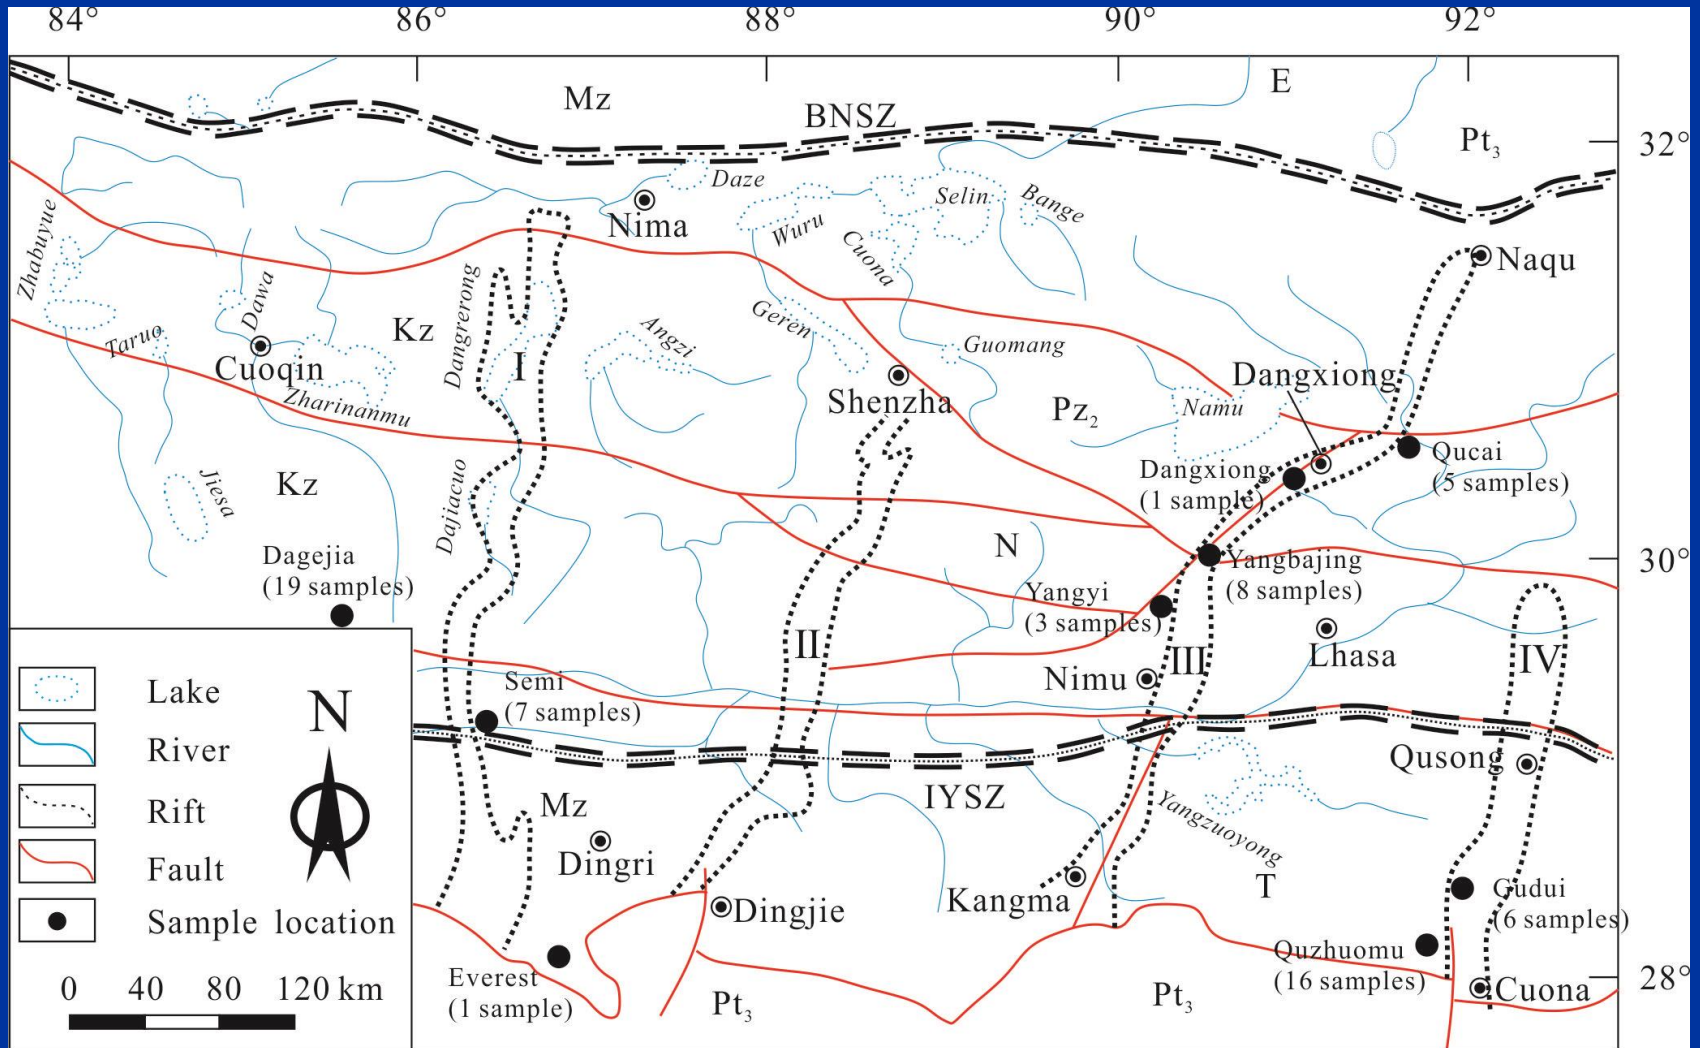 84° 86° 88° 90° 92°
E
Mz
BNSZ
Pt3
32°
Daze
Selin
Bange
Nima
Wuru
Zhabuyue
Cuona
Naqu
Dawa
Dangrerong
Kz
Geren
Angzi
Taruo
Guomang
Cuoqin
I
Dangxiong
Zharinanmu
Shenzha
Pz2
Namu
Qucai
(5 samples)
Dangxiong
(1 sample)
Kz
Jiesa
Dajiacuo
N
30°
Dagejia
(19 samples)
Yangbajing
(8 samples)
Yangyi
(3 samples)
II
Lhasa
III
IV
Nimu
Semi
(7 samples)
Qusong
IYSZ
Mz
Yangzuoyong
Dingri
T
Kangma
Gudui
(6 samples)
Dingjie
Quzhuomu
(16 samples)
28°
Everest
(1 sample)
Cuona
Pt3
Pt3
N
Lake
River
Rift
Fault
Sample location
0 40 80 120 km